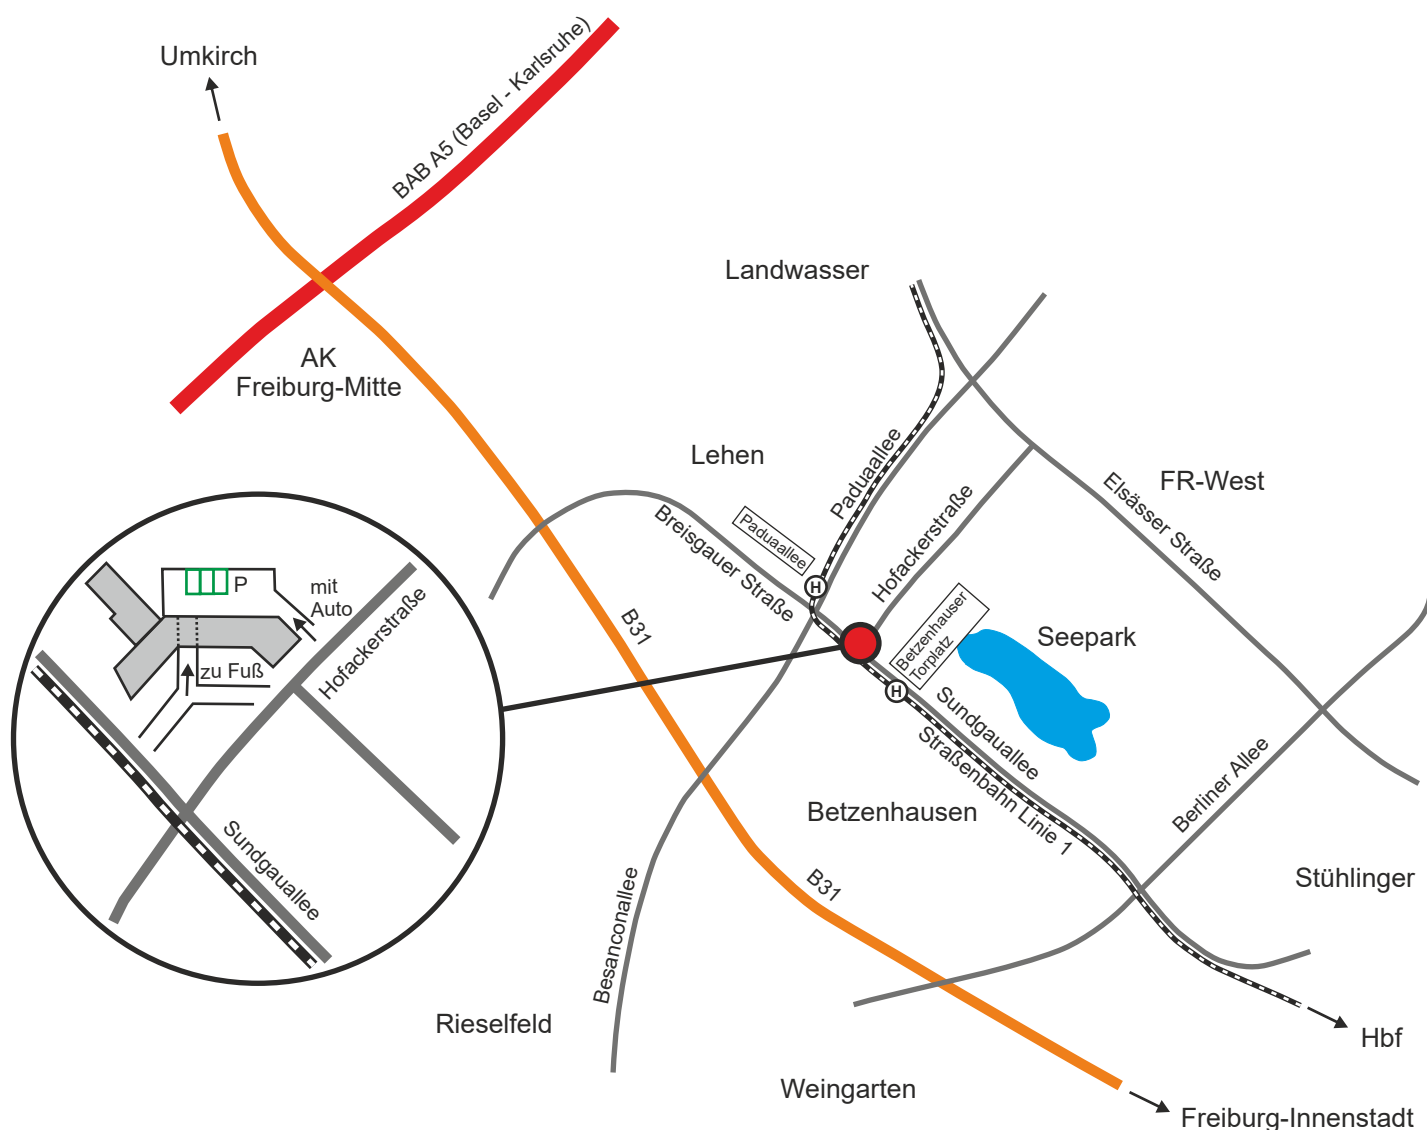 Umkirch
BAB A5 (Basel - Karlsruhe)
AK
Freiburg-Mitte
Landwasser
Lehen
Paduaallee
Paduaallee
Breisgauer Straße
Hofackerstraße
FR-West
Elsässer Straße
H
Betzenhauser
Torplatz
H
Seepark
B31
Sundgauallee
Straßenbahn Linie 1
Betzenhausen
Berliner Allee
Stühlinger
B31
Besanconallee
Rieselfeld
Weingarten
Hbf
Freiburg-Innenstadt
P
mit
Auto
zu Fuß
Hofackerstraße
Sundgauallee